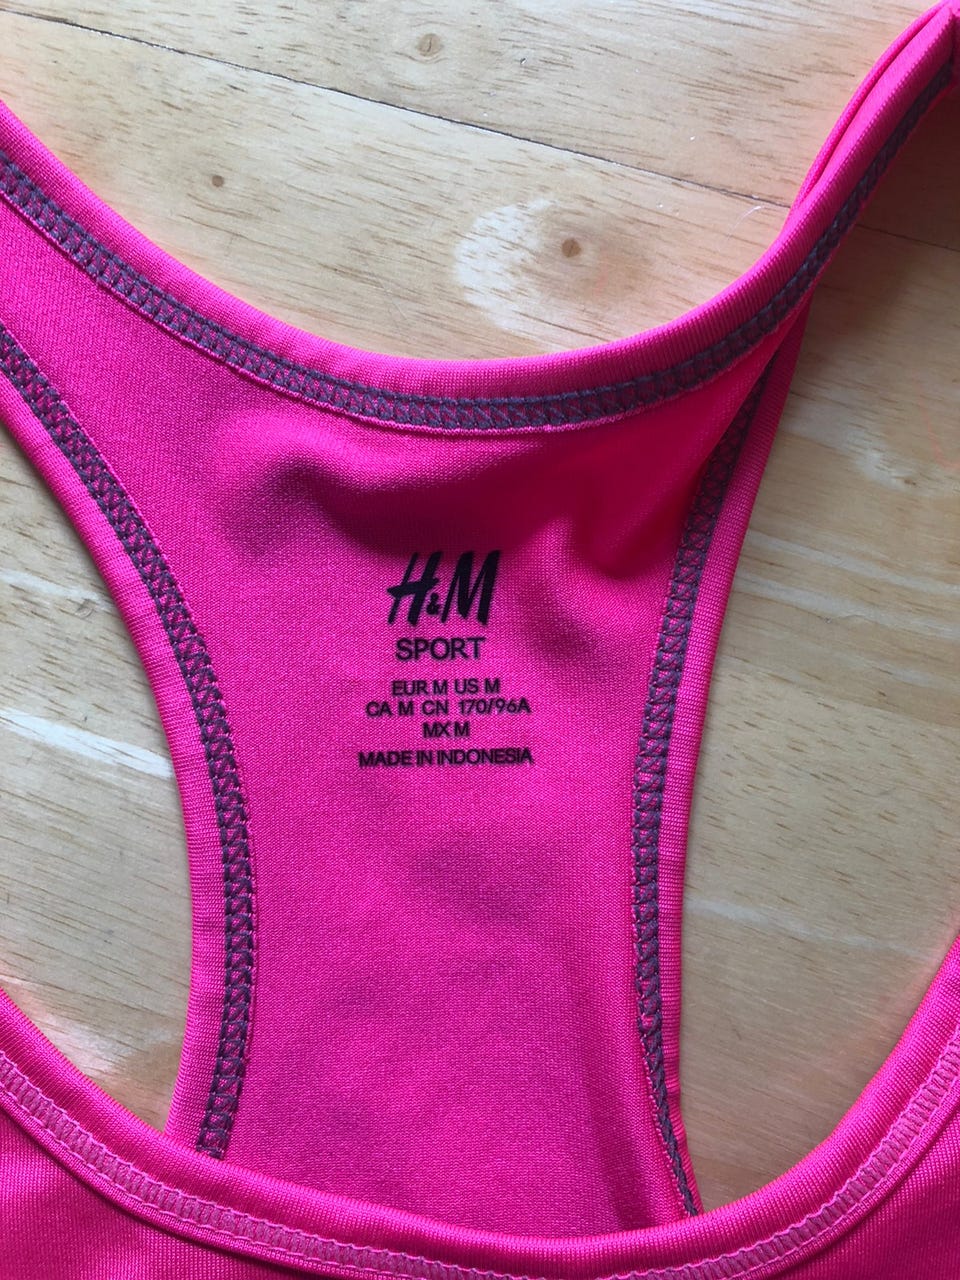 H&M
SPORT
EUR M US M
CA M CN 170/96A
MX M
MADE IN INDONESIA